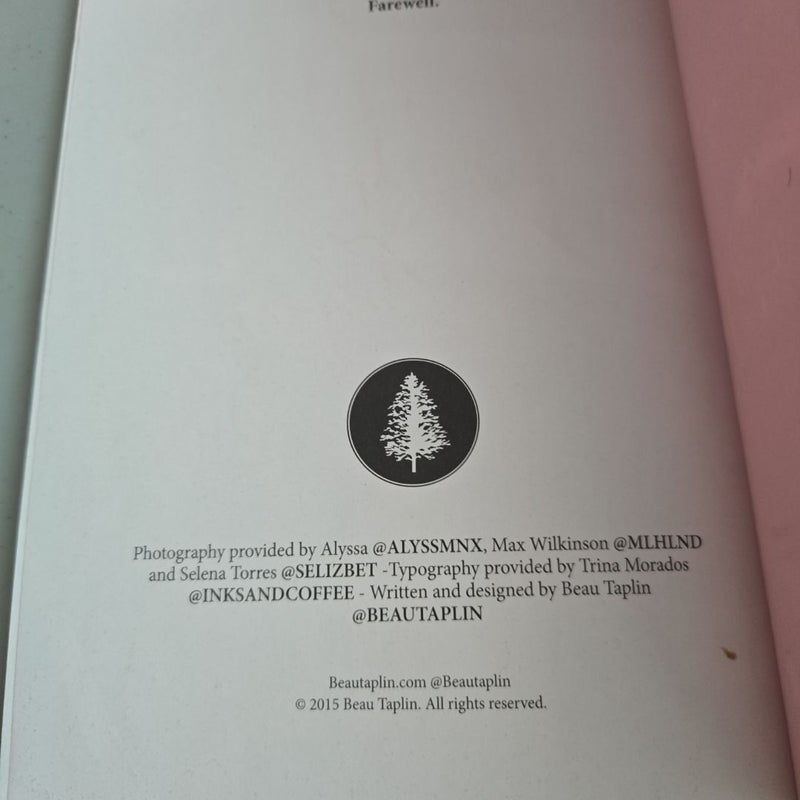 Farewell.
Photography provided by Alyssa @ALYSSMNX, Max Wilkinson @MLHLND
and Selena Torres @SELIZBET -Typography provided by Trina Morados
@INKSANDCOFFEE - Written and designed by Beau Taplin
@BEAUTAPLIN
Beautaplin.com @Beautaplin
© 2015 Beau Taplin. All rights reserved.